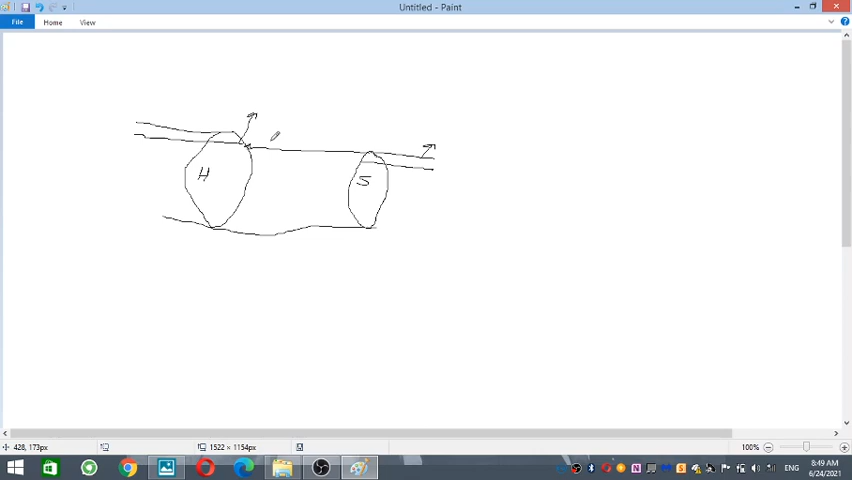 Untitled - Paint
File Home View
H
S
428, 173px 1522 × 1154px 100%
ENG 8:49 AM
6/24/2021